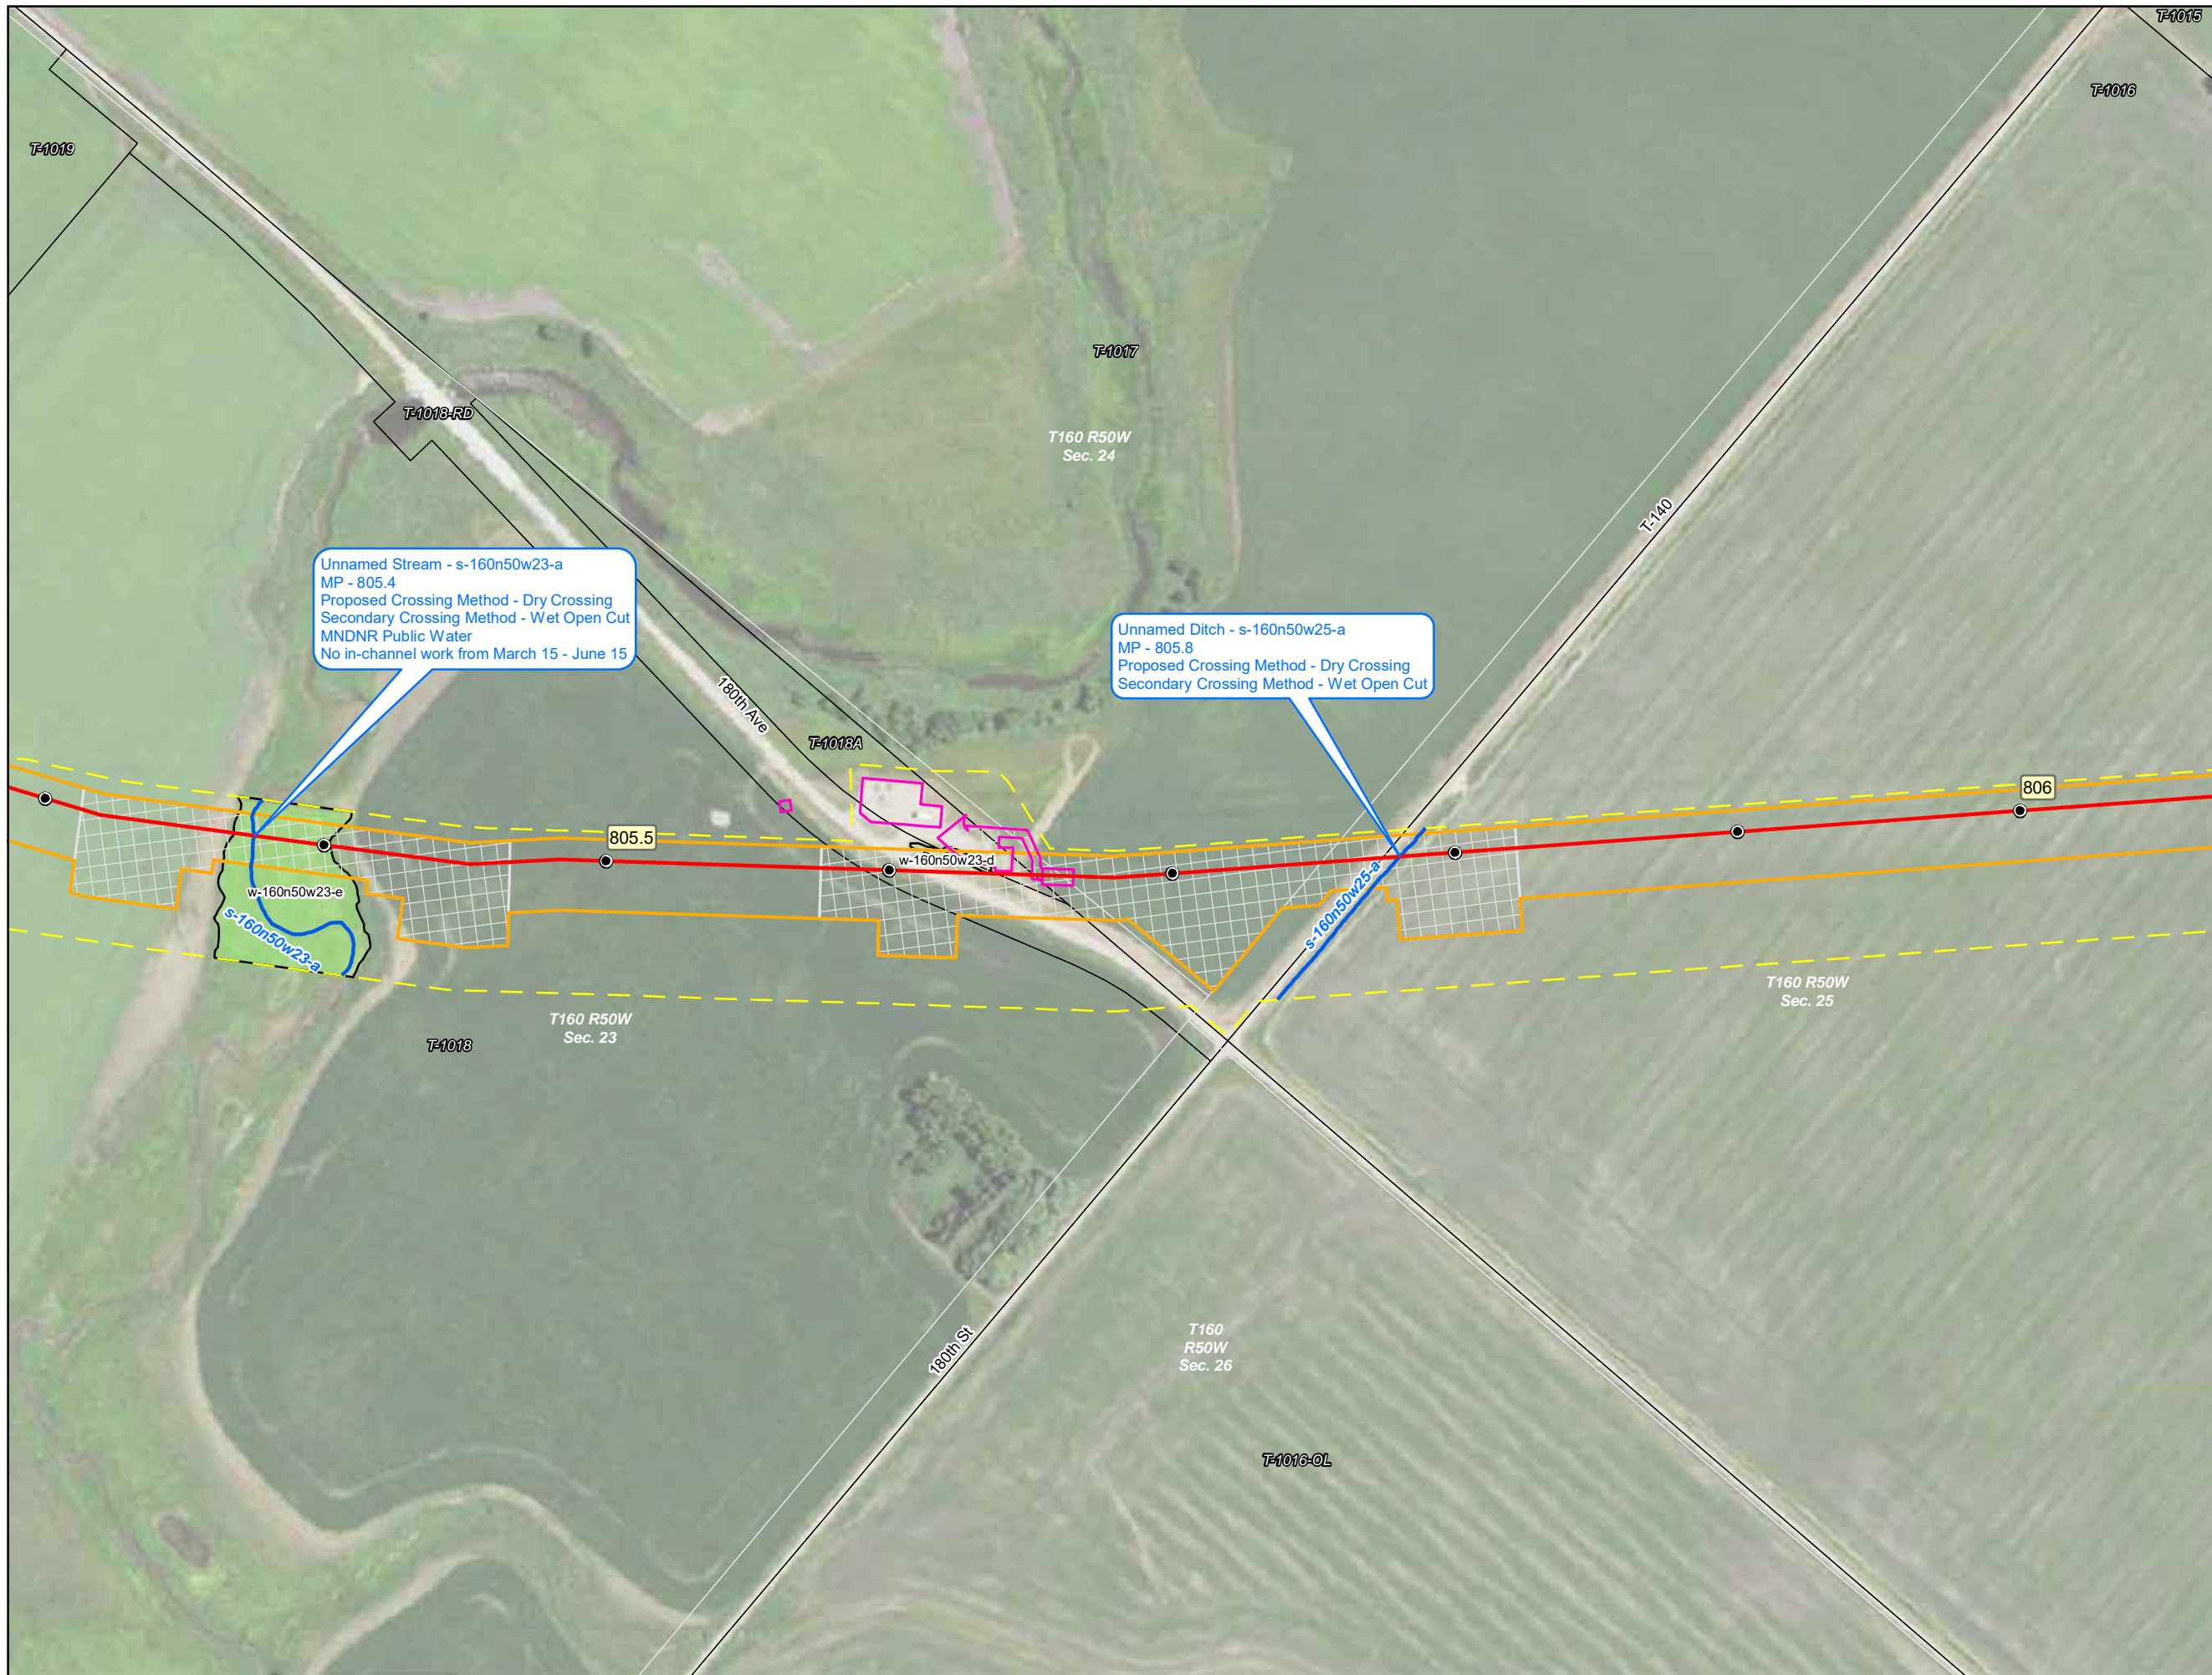 T-1015
T-1016
T-1019
T-1017
T-1018-RD
T160 R50W
Sec. 24
T-140
Unnamed Stream - s-160n50w23-a
MP - 805.4
Proposed Crossing Method - Dry Crossing
Secondary Crossing Method - Wet Open Cut
MNDNR Public Water
No in-channel work from March 15 - June 15
Unnamed Ditch - s-160n50w25-a
MP - 805.8
Proposed Crossing Method - Dry Crossing
Secondary Crossing Method - Wet Open Cut
180th Ave
T-1018A
806
805.5
w-160n50w23-d
w-160n50w23-e
s-160n50w23-a
s-160n50w25-a
T160 R50W
Sec. 25
T160 R50W
Sec. 23
T-1018
180th St
T160
R50W
Sec. 26
T-1016-OL